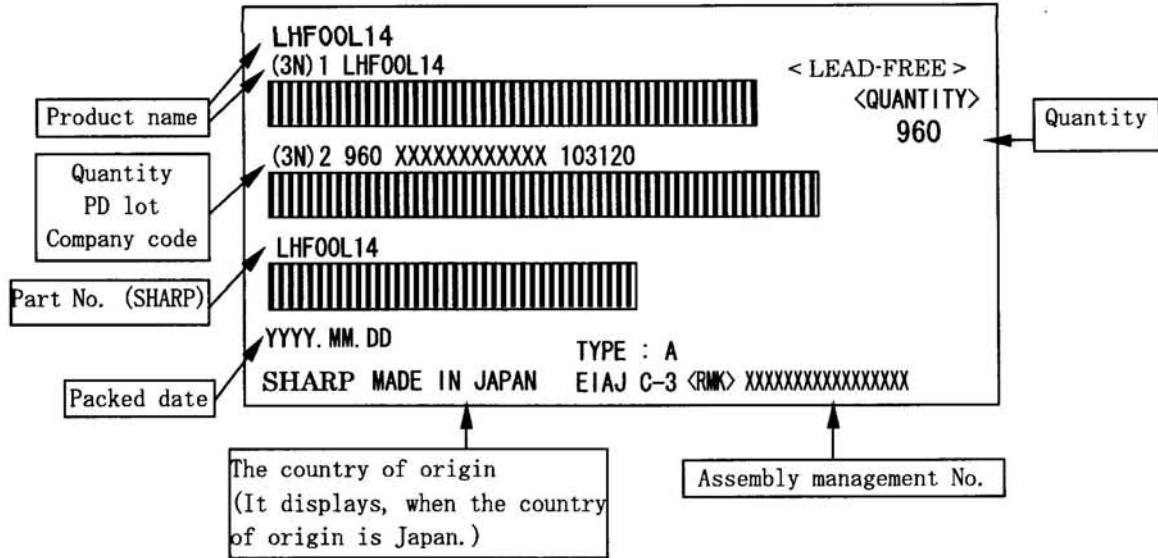 LHF00L14
(3N)1 LHF00L14
< LEAD-FREE >
<QUANTITY>
960
Product name
Quantity
(3N)2 960 XXXXXXXXXXXX 103120
Quantity
PD lot
Company code
LHF00L14
Part No. (SHARP)
YYYY.MM.DD
TYPE : A
Packed date
SHARP MADE IN JAPAN EIAJ C-3 <RMK> XXXXXXXXXXXXXXXXX
The country of origin
(It displays, when the country
of origin is Japan.)
Assembly management No.